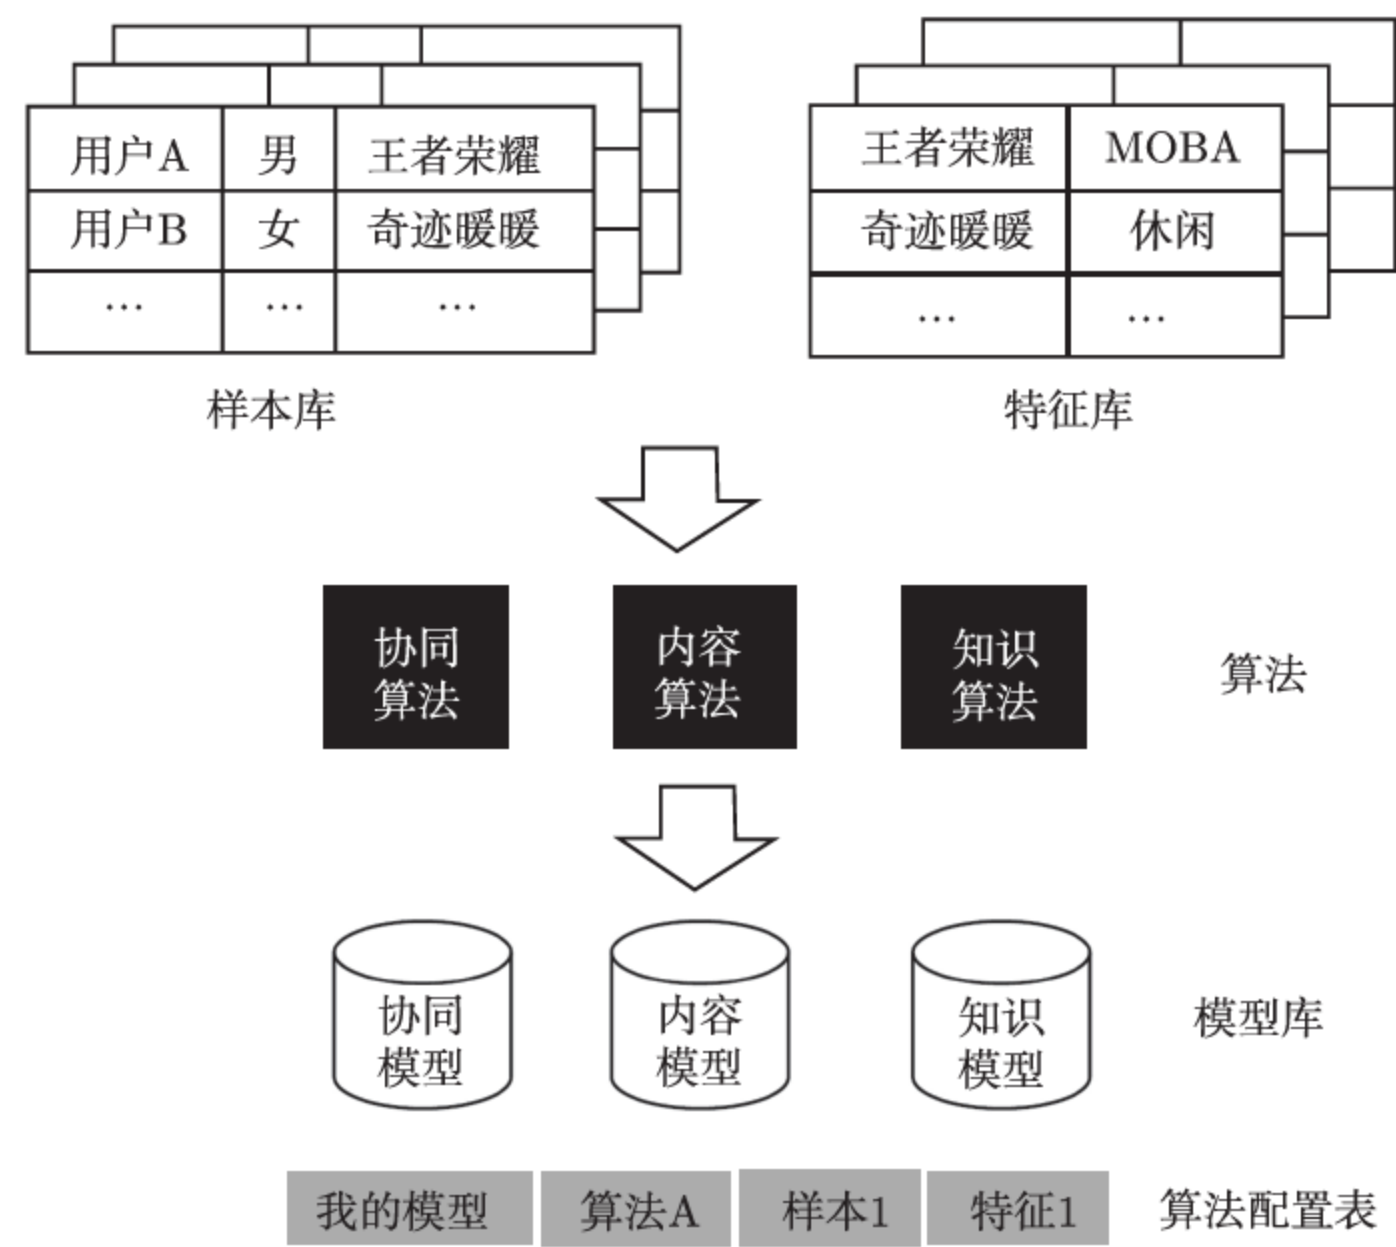 用户A 男 王者荣耀
用户B 女 奇迹暖暖
… … …
样本库
王者荣耀 MOBA
奇迹暖暖 休闲
… …
特征库
协同
算法
内容
算法
知识
算法
算法
协同
模型
内容
模型
知识
模型
模型库
我的模型 算法A 样本1 特征1 算法配置表